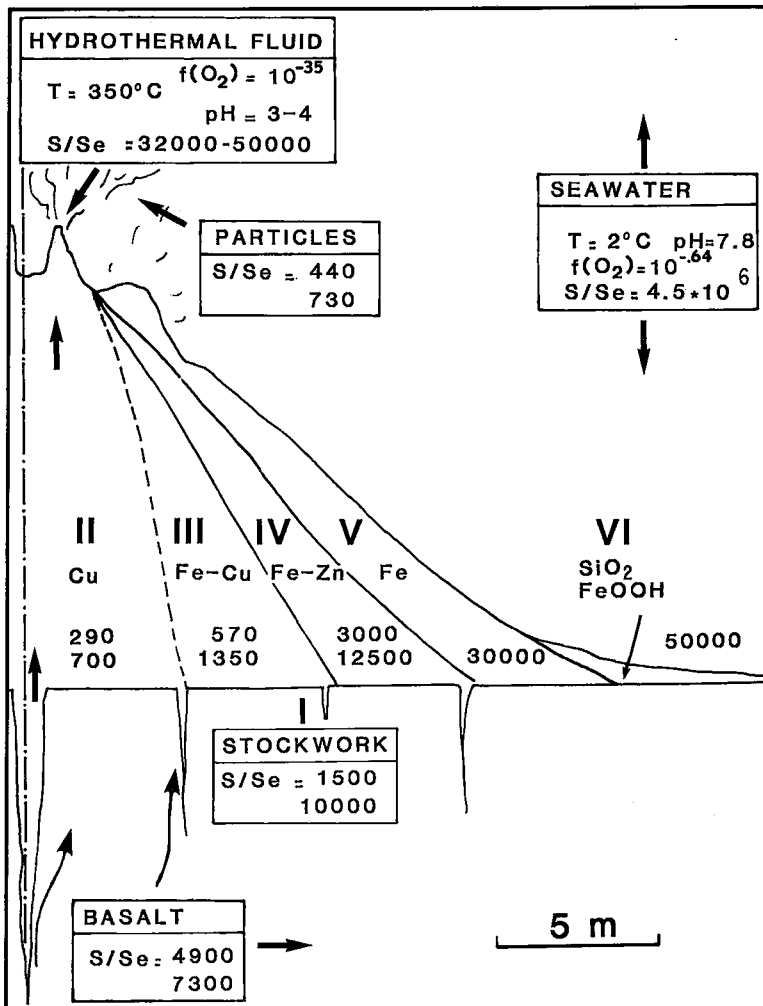 HYDROTHERMAL FLUID
T = 350°C f(O₂) = 10⁻³⁵
pH = 3-4
S/Se = 32000-50000
SEAWATER
T = 2°C pH=7.8
f(O₂)=10⁻·⁶⁴
S/Se = 4.5*10⁶
PARTICLES
S/Se = 440
730
II
Cu
290
700
III
Fe-Cu
570
1350
IV
Fe-Zn
3000
12500
V
Fe
30000
VI
SiO₂
FeOOH
50000
I
STOCKWORK
S/Se = 1500
10000
BASALT
S/Se = 4900
7300
5 m